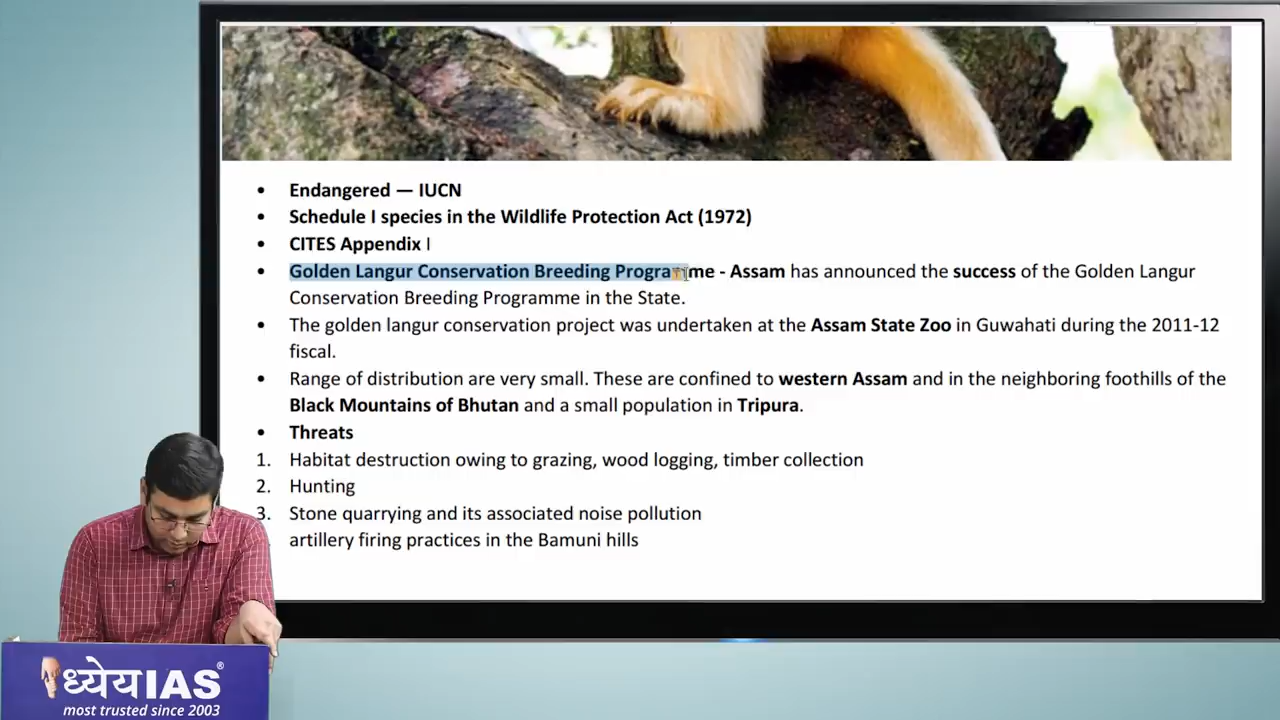 • Endangered — IUCN
• Schedule I species in the Wildlife Protection Act (1972)
• CITES Appendix I
• Golden Langur Conservation Breeding Programme - Assam has announced the success of the Golden Langur
Conservation Breeding Programme in the State.
• The golden langur conservation project was undertaken at the Assam State Zoo in Guwahati during the 2011-12
fiscal.
• Range of distribution are very small. These are confined to western Assam and in the neighboring foothills of the
Black Mountains of Bhutan and a small population in Tripura.
• Threats
1. Habitat destruction owing to grazing, wood logging, timber collection
2. Hunting
3. Stone quarrying and its associated noise pollution
artillery firing practices in the Bamuni hills
ध्येय IAS®
most trusted since 2003